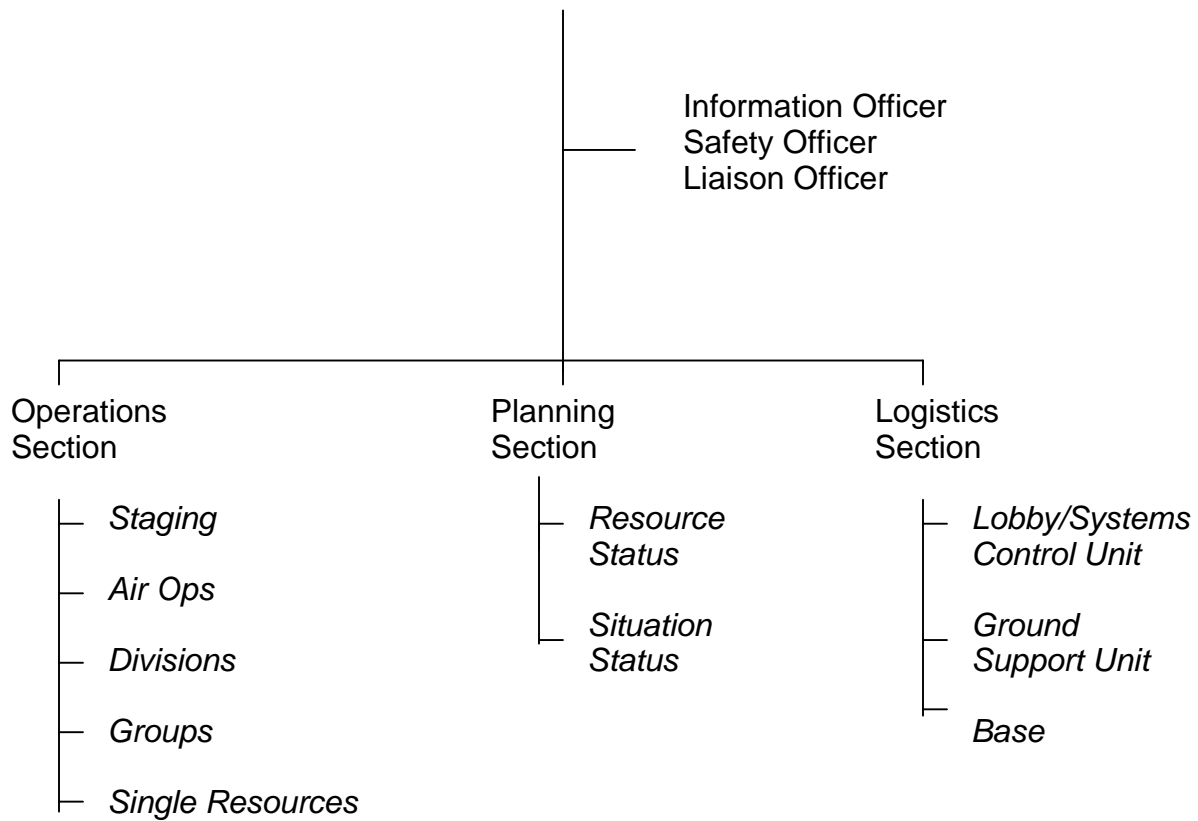 Information Officer
Safety Officer
Liaison Officer
Operations
Section
Staging
Air Ops
Divisions
Groups
Single Resources
Planning
Section
Resource
Status
Situation
Status
Logistics
Section
Lobby/Systems
Control Unit
Ground
Support Unit
Base